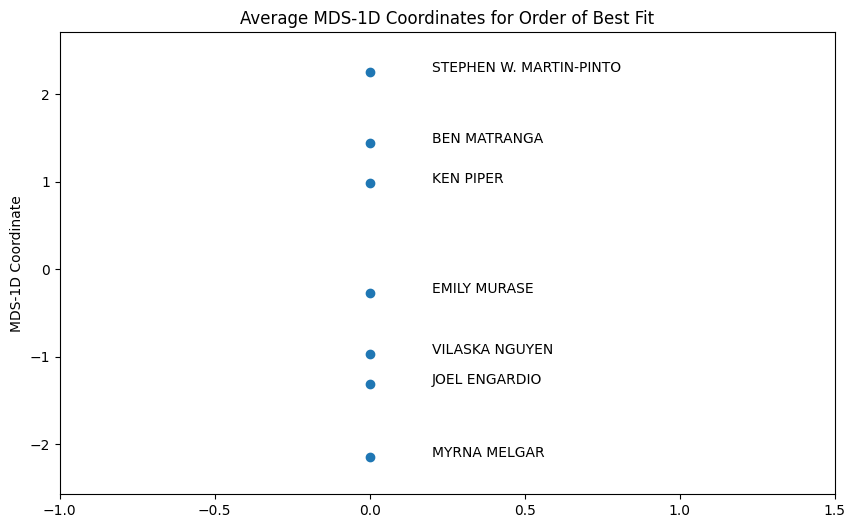 Average MDS-1D Coordinates for Order of Best Fit
STEPHEN W. MARTIN-PINTO
2
BEN MATRANGA
KEN PIPER
1
MDS-1D Coordinate
0
EMILY MURASE
VILASKA NGUYEN
−1
JOEL ENGARDIO
MYRNA MELGAR
−2
−1.0 −0.5 0.0 0.5 1.0 1.5